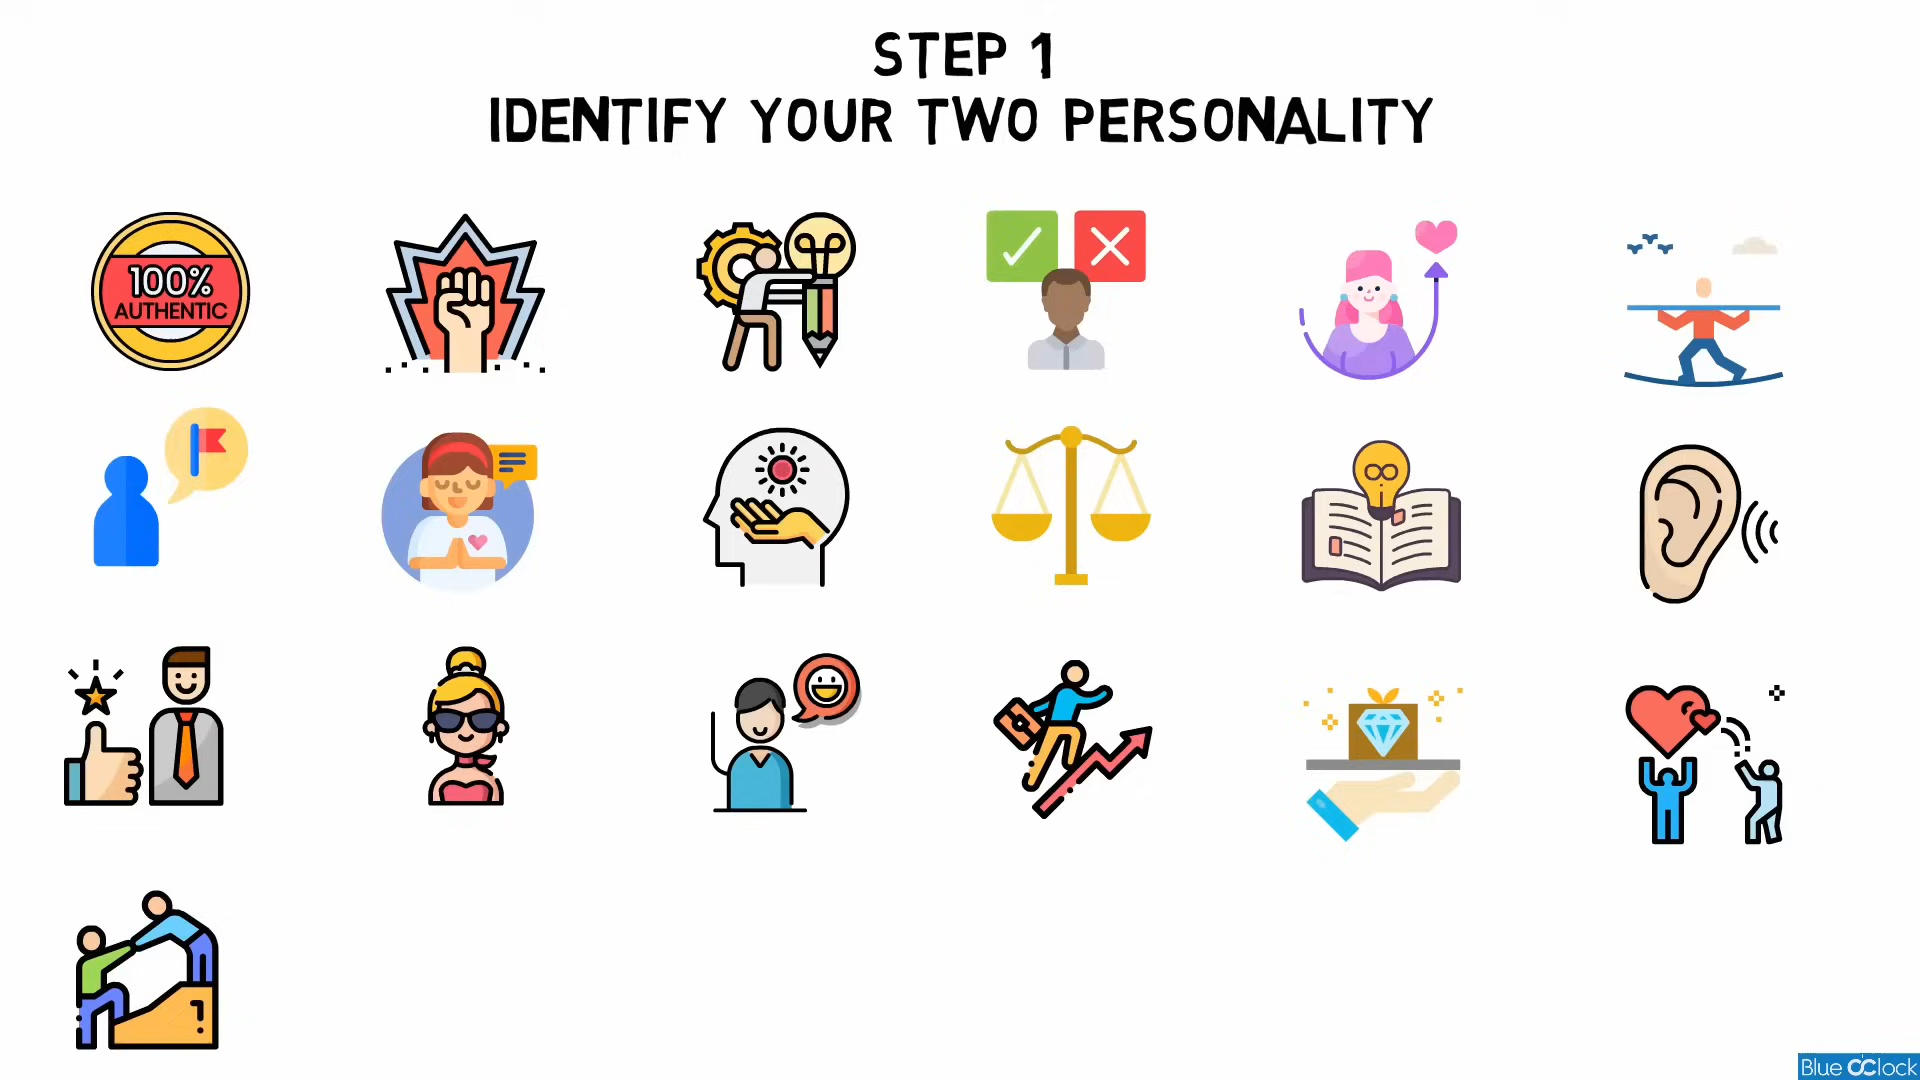 STEP 1
IDENTIFY YOUR TWO PERSONALITY
100%
AUTHENTIC
Blue OClock